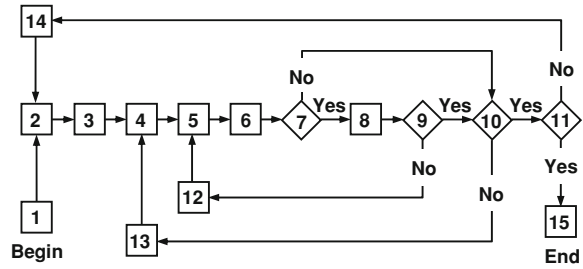 14
No
No
Yes
Yes
Yes
2
3
4
5
6
7
8
9
10
11
No
No
Yes
12
1
13
15
Begin
End